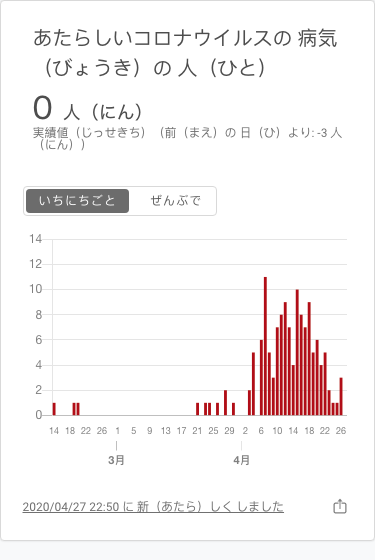 あたらしいコロナウイルスの 病気
（びょうき）の 人（ひと）
0 人（にん）
実績値（じっせきち）（前（まえ）の 日（ひ）より: -3 人
（にん））
いちにちごと ぜんぶで
14
12
10
8
6
4
2
0
14 18 22 26 1 5 9 13 17 21 25 29 2 6 10 14 18 22 26
3月 4月
2020/04/27 22:50 に 新（あたら）しく しました